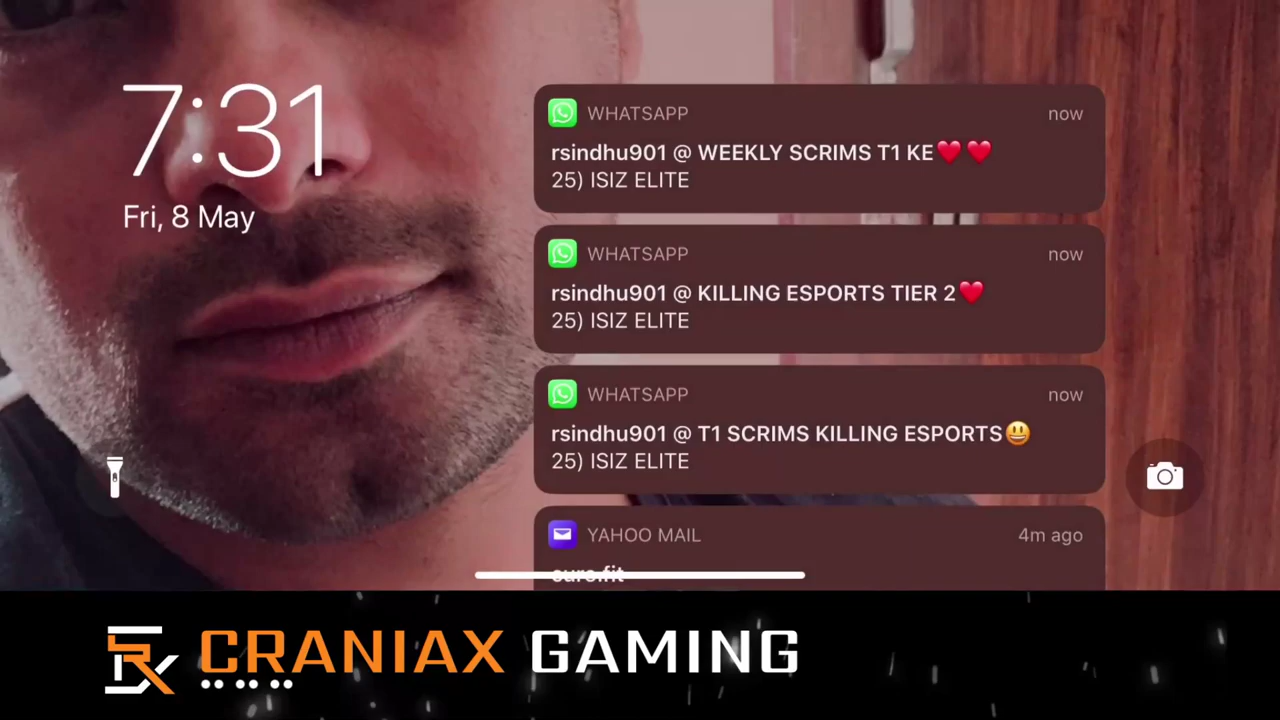 7:31
Fri, 8 May
WHATSAPP now
rsindhu901 @ WEEKLY SCRIMS T1 KE❤️❤️
25) ISIZ ELITE
WHATSAPP now
rsindhu901 @ KILLING ESPORTS TIER 2❤️
25) ISIZ ELITE
WHATSAPP now
rsindhu901 @ T1 SCRIMS KILLING ESPORTS😃
25) ISIZ ELITE
YAHOO MAIL 4m ago
CRANIAX GAMING